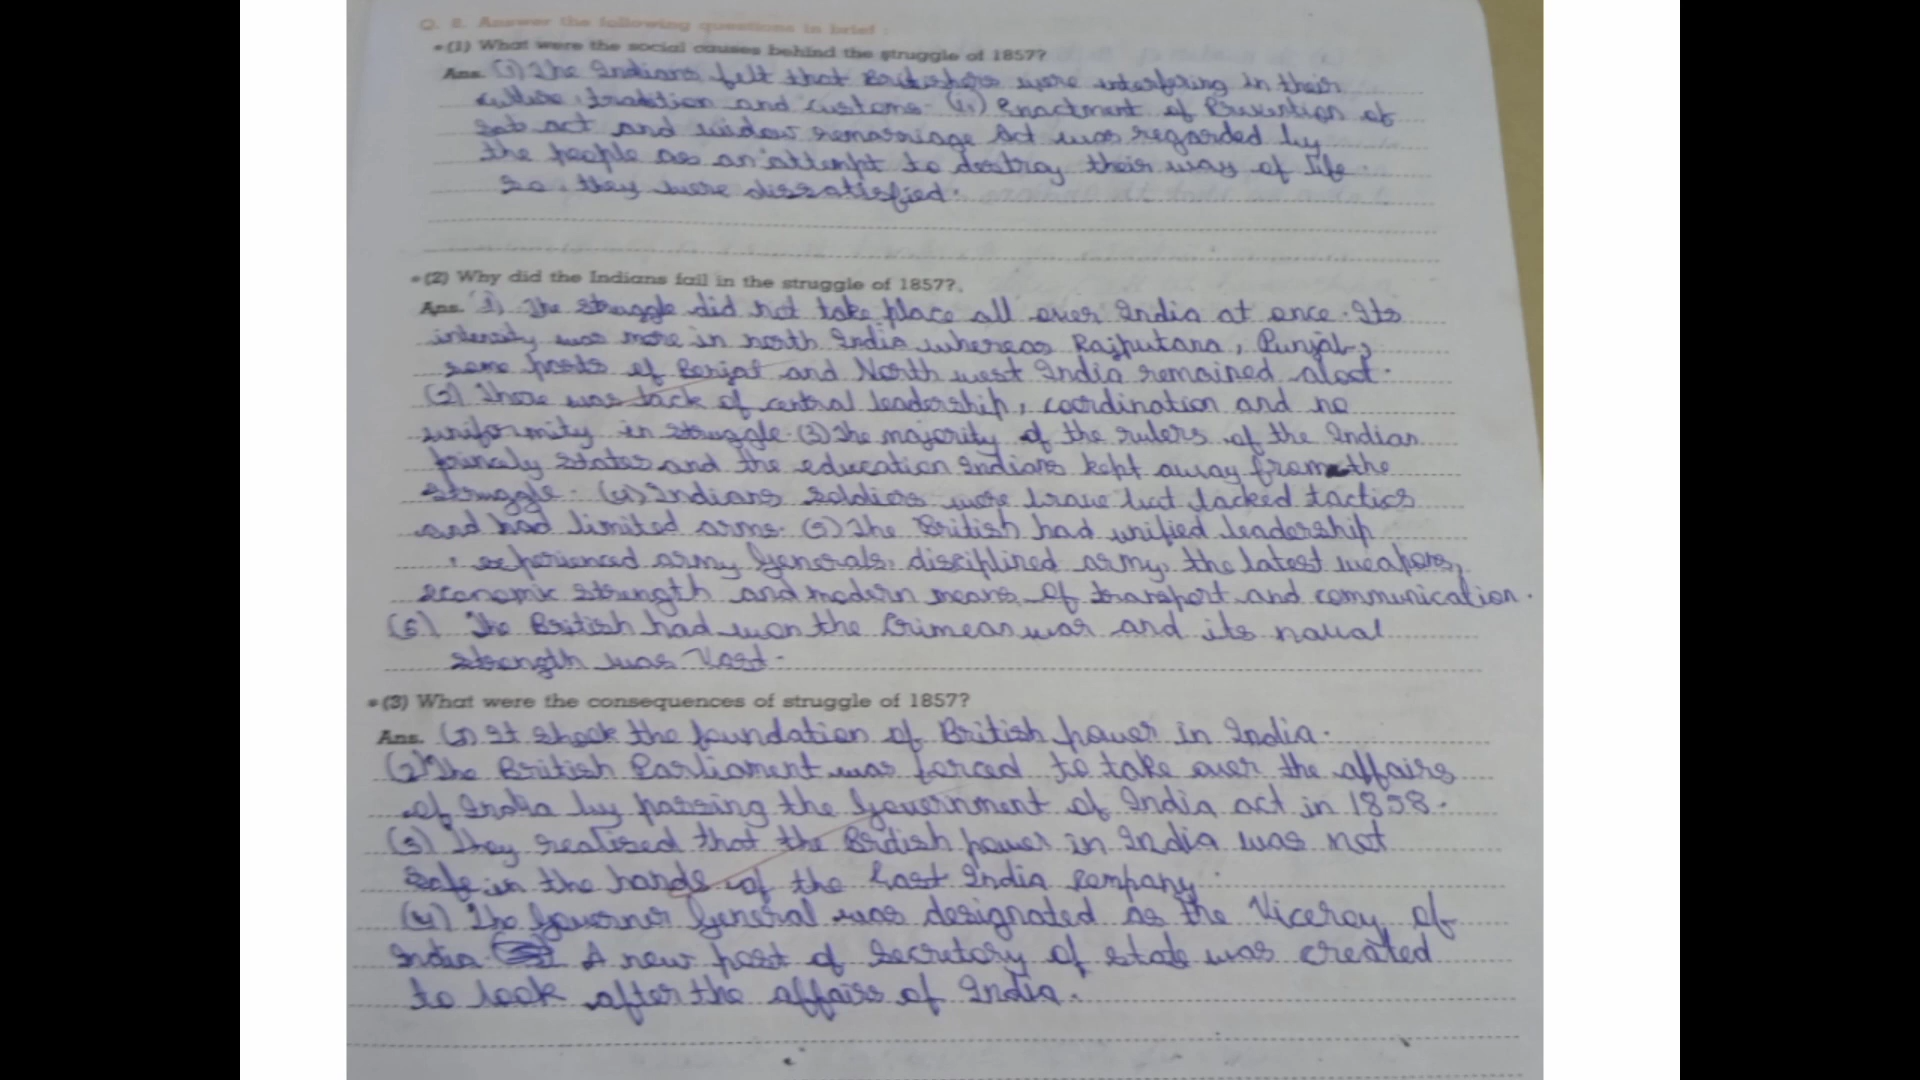 Q. 2. Answer the following questions in brief :
(1) What were the social causes behind the struggle of 1857?
Ans. (1) The Indians felt that Britishers were interfering in their
culture, tradition and customs. (ii) Enactment of Prevention of
Sati act and widow remarriage Act was regarded by
the people as an attempt to destroy their way of life
So, they were dissatisfied.
(2) Why did the Indians fail in the struggle of 1857?.
Ans. (1) The struggle did not take place all over India at once. Its
intensity was more in north India whereas Rajputana, Punjab,
some parts of Bengal and North west India remained aloof.
(2) There was lack of central leadership, coordination and no
uniformity in struggle. (3) The majority of the rulers of the Indian
princely states and the education Indians kept away from the
struggle. (4) Indians soldiers were brave but lacked tactics
and had limited arms. (5) The British had unified leadership
, experienced army Generals, disciplined army, the latest weapons,
economic strength and modern means of transport and communication.
(6) The British had won the Crimean war and its naval
strength was Vast.
(3) What were the consequences of struggle of 1857?
Ans. (1) It shook the foundation of British power in India.
(2) The British Parliament was forced to take over the affairs
of India by passing the Government of India act in 1858.
(3) They realised that the British power in India was not
safe in the hands of the East India Company.
(4) The Governor General was designated as the Viceroy of
India. A new post of Secretary of state was created
to look after the affairs of India.